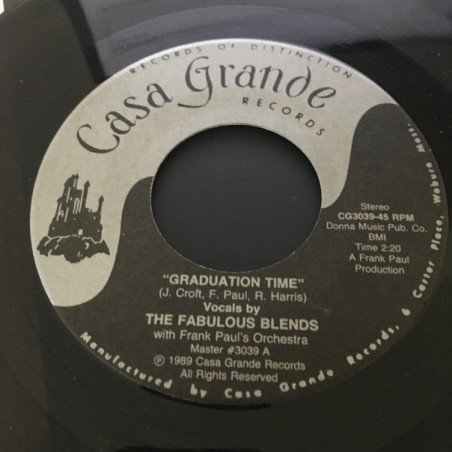 RECORDS OF DISTINCTION
Casa Grande
RECORDS
Stereo
CG3039-45 RPM
Donna Music Pub. Co.
BMI
Time 2:20
A Frank Paul
Production
"GRADUATION TIME"
(J. Croft, F. Paul, R. Harris)
Vocals by
THE FABULOUS BLENDS
with Frank Paul's Orchestra
Master #3039 A
Ⓟ 1989 Casa Grande Records
All Rights Reserved
Manufactured by Casa Grande Records, 6 Carter Place, Woburn Mass.